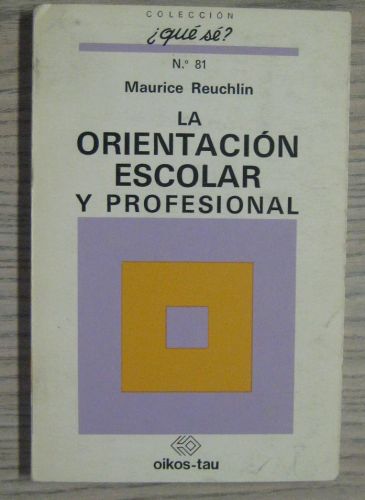 COLECCIÓN
¿qué sé?
N.º 81
Maurice Reuchlin
LA
ORIENTACIÓN
ESCOLAR
Y PROFESIONAL
oikos-tau